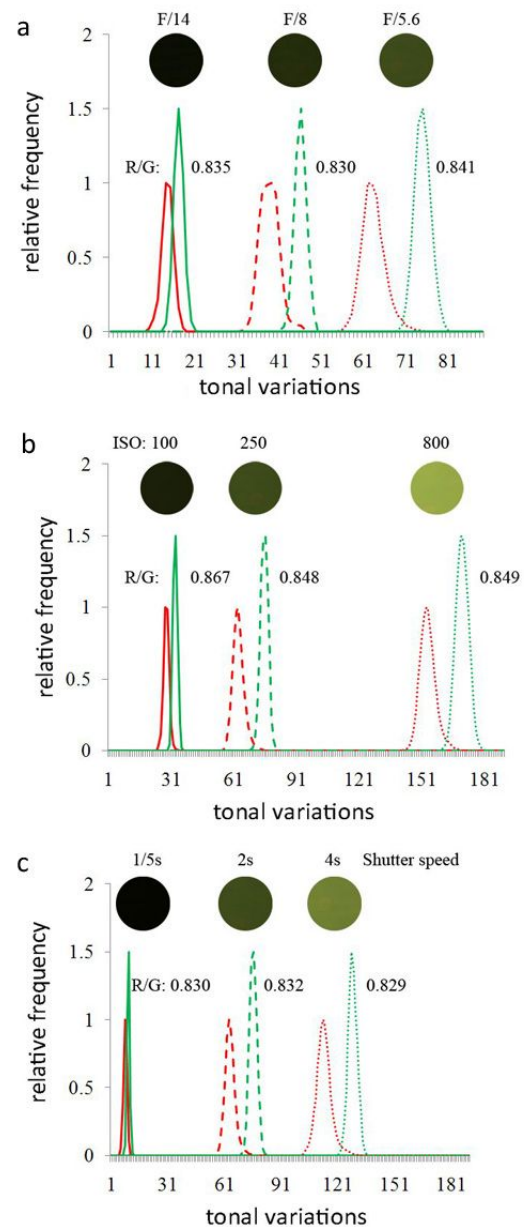 a
F/14 F/8 F/5.6
2
1.5
R/G: 0.835 0.830 0.841
1
0.5
0
relative frequency
1 11 21 31 41 51 61 71 81
tonal variations
b
ISO: 100 250 800
2
1.5
R/G: 0.867 0.848 0.849
1
0.5
0
relative frequency
1 31 61 91 121 151 181
tonal variations
c
1/5s 2s 4s Shutter speed
2
1.5
R/G: 0.830 0.832 0.829
1
0.5
0
relative frequency
1 31 61 91 121 151 181
tonal variations